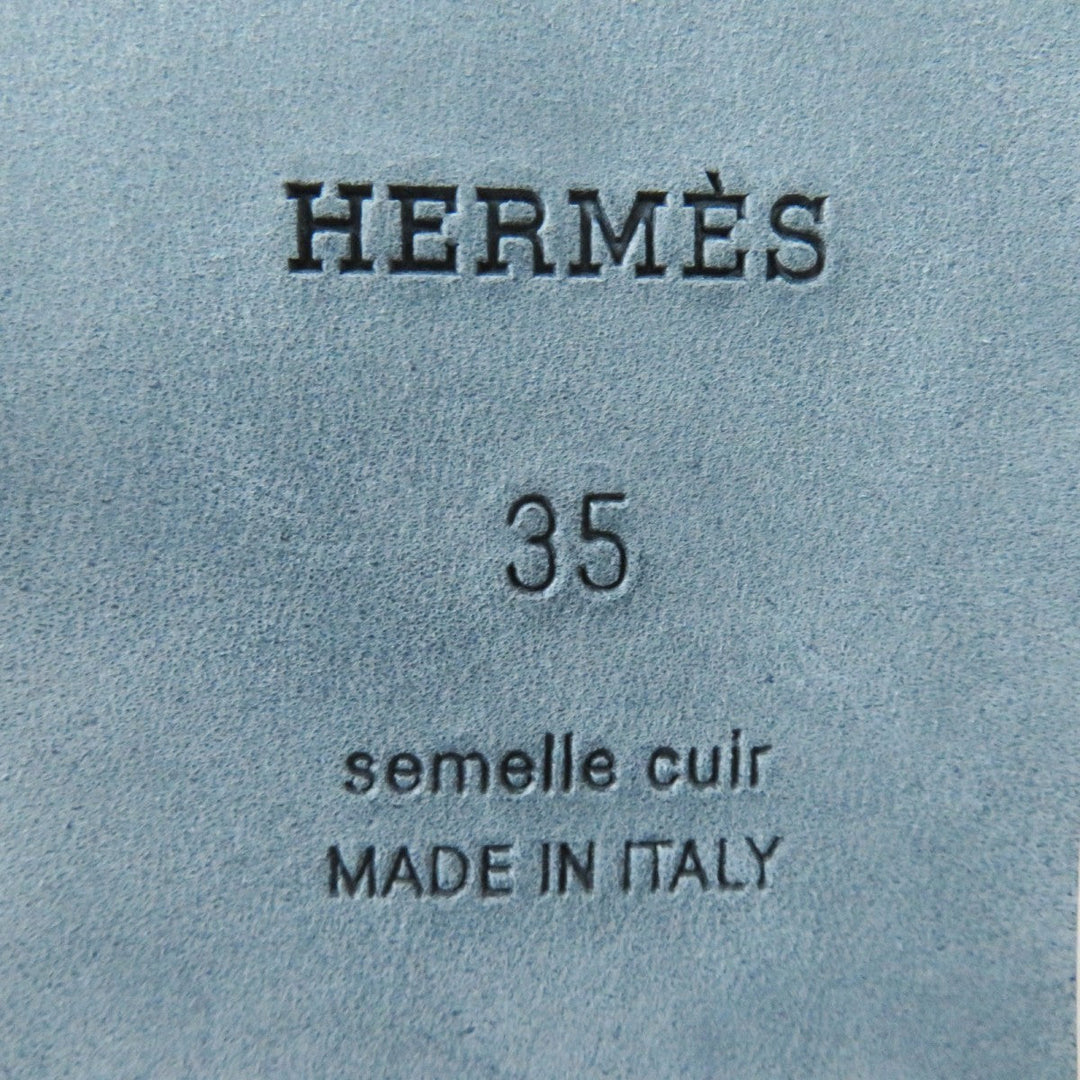 HERMÈS
35
semelle cuir
MADE IN ITALY